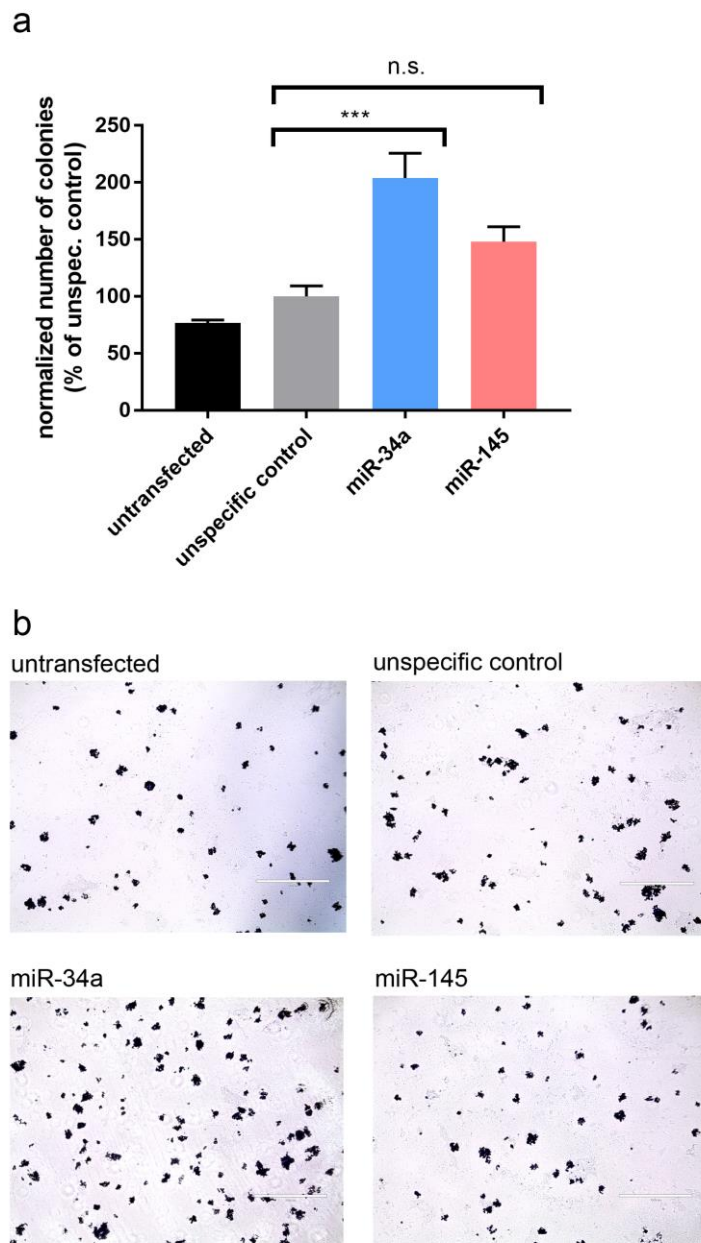 a
n.s.
***
normalized number of colonies
(% of unspec. control)
250
200
150
100
50
0
untransfected
unspecific control
miR-34a
miR-145
b
untransfected
unspecific control
miR-34a
miR-145